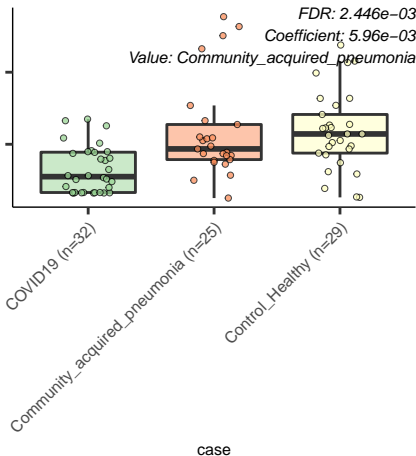 FDR: 2.446e−03
Coefficient: 5.96e−03
Value: Community_acquired_pneumonia
COVID19 (n=32)
Community_acquired_pneumonia (n=25)
Control_Healthy (n=29)
case